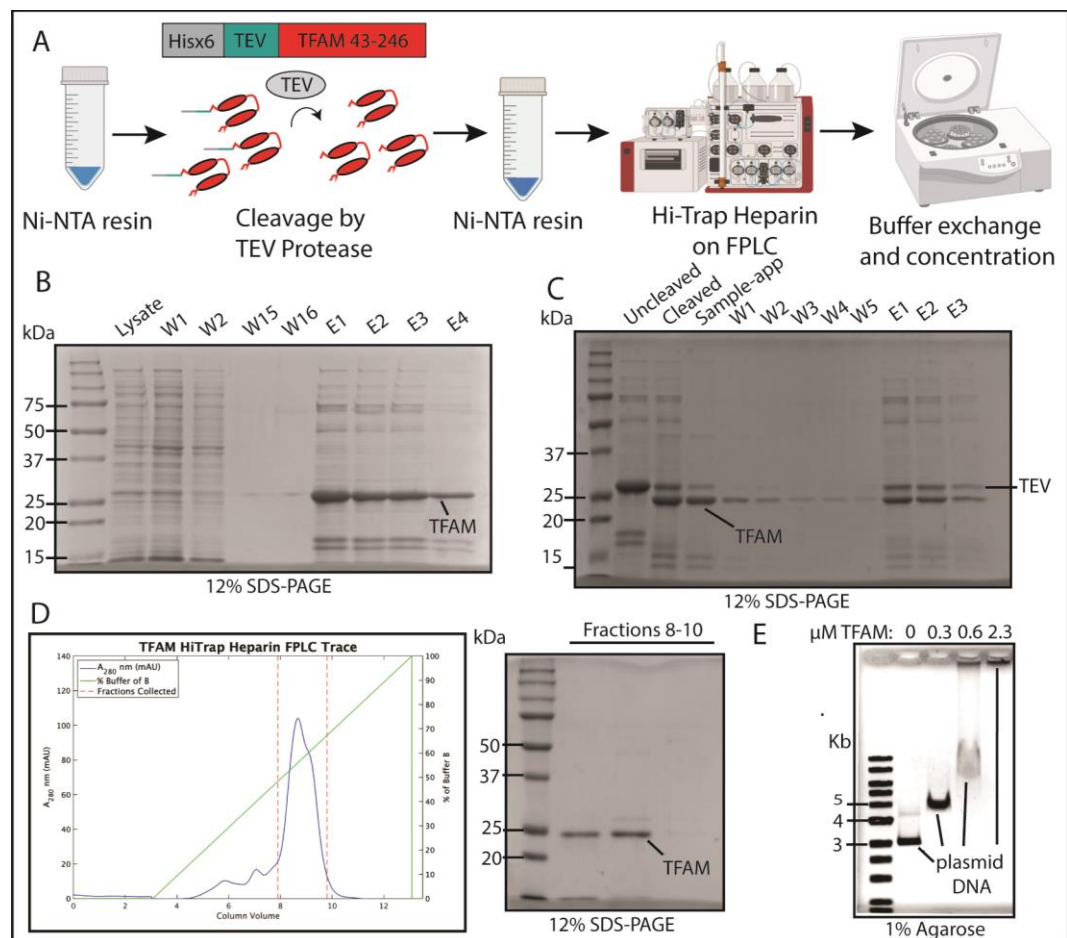 A
Hisx6 TEV TFAM 43-246
TEV
Ni-NTA resin
Cleavage by
TEV Protease
Ni-NTA resin
Hi-Trap Heparin
on FPLC
Buffer exchange
and concentration
B
kDa
Lysate W1 W2 W15 W16 E1 E2 E3 E4
75
50
37
25
20
15
TFAM
12% SDS-PAGE
C
kDa
Uncleaved Cleaved Sample-app W1 W2 W3 W4 W5 E1 E2 E3
37
25
20
15
TEV
TFAM
12% SDS-PAGE
D
TFAM HiTrap Heparin FPLC Trace
A280 nm (mAU)
% Buffer of B
Fractions Collected
A280 nm (mAU)
140
120
100
80
60
40
20
0
100
90
80
70
60
50
40
30
20
10
0
% of Buffer B
0 2 4 6 8 10 12 14
Column Volume
kDa
Fractions 8-10
50
37
25
20
TFAM
12% SDS-PAGE
E
μM TFAM: 0 0.3 0.6 2.3
Kb
5
4
3
plasmid
DNA
1% Agarose